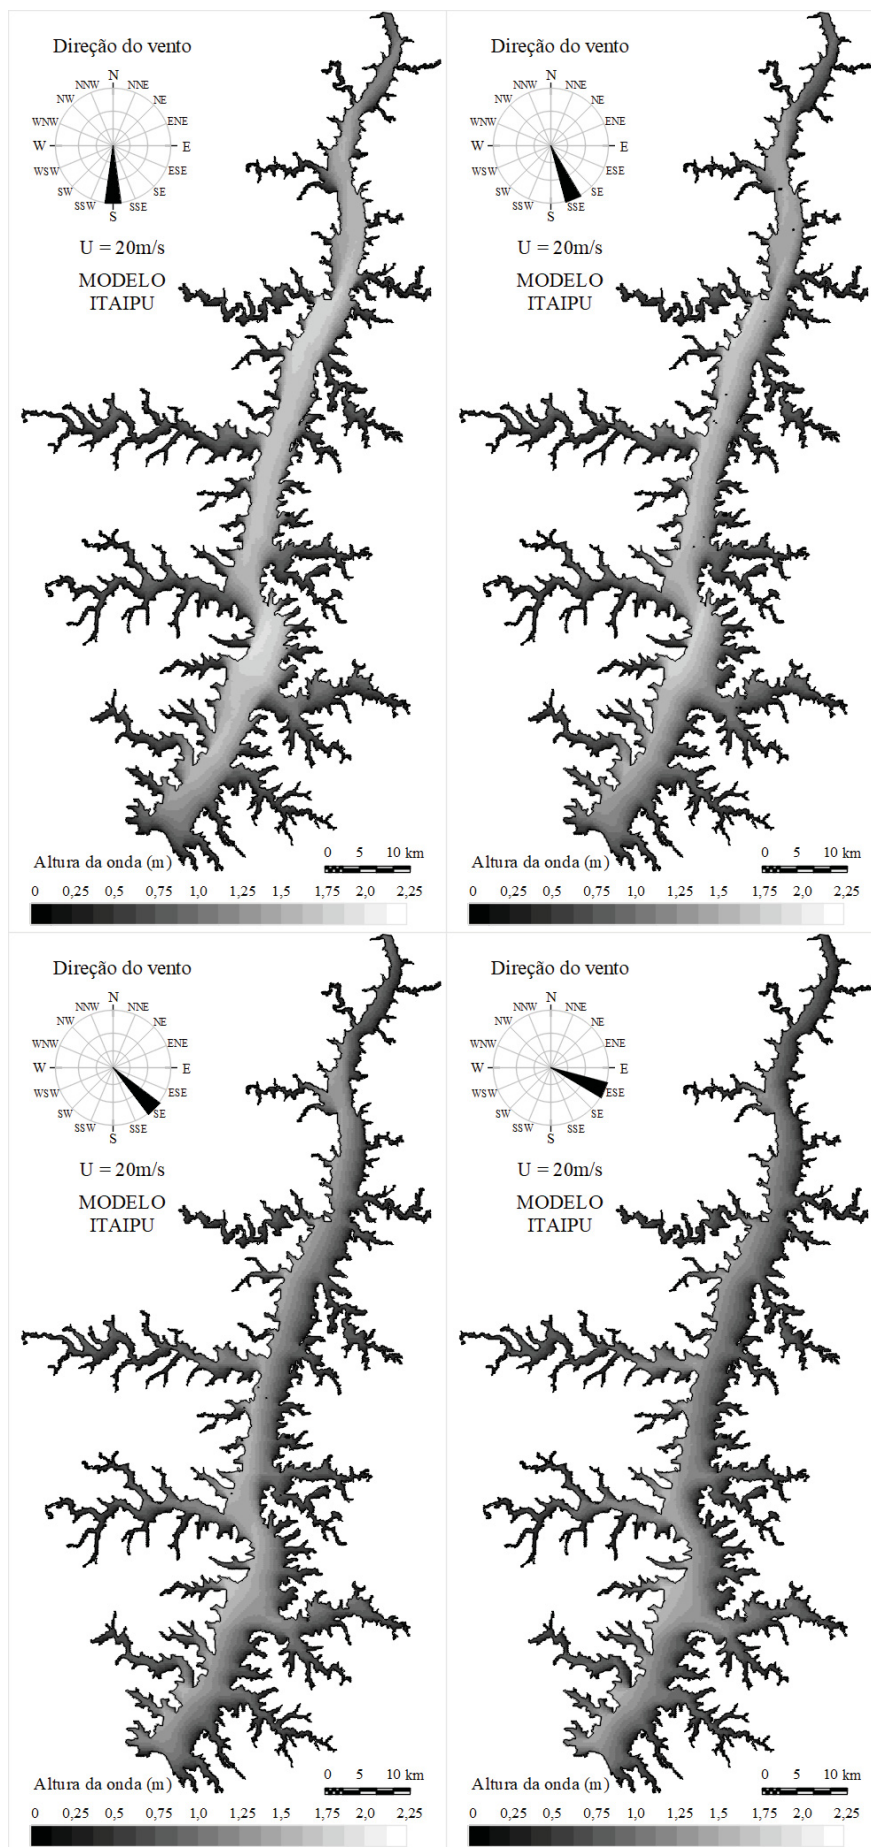 Direção do vento
N
NNW NNE
NW NE
WNW ENE
W E
WSW ESE
SW SE
SSW SSE
S
U = 20m/s
MODELO
ITAIPU
0 5 10 km
Altura da onda (m)
0 0,25 0,5 0,75 1,0 1,25 1,5 1,75 2,0 2,25
Direção do vento
N
NNW NNE
NW NE
WNW ENE
W E
WSW ESE
SW SE
SSW SSE
S
U = 20m/s
MODELO
ITAIPU
0 5 10 km
Altura da onda (m)
0 0,25 0,5 0,75 1,0 1,25 1,5 1,75 2,0 2,25
Direção do vento
N
NNW NNE
NW NE
WNW ENE
W E
WSW ESE
SW SE
SSW SSE
S
U = 20m/s
MODELO
ITAIPU
0 5 10 km
Altura da onda (m)
0 0,25 0,5 0,75 1,0 1,25 1,5 1,75 2,0 2,25
Direção do vento
N
NNW NNE
NW NE
WNW ENE
W E
WSW ESE
SW SE
SSW SSE
S
U = 20m/s
MODELO
ITAIPU
0 5 10 km
Altura da onda (m)
0 0,25 0,5 0,75 1,0 1,25 1,5 1,75 2,0 2,25